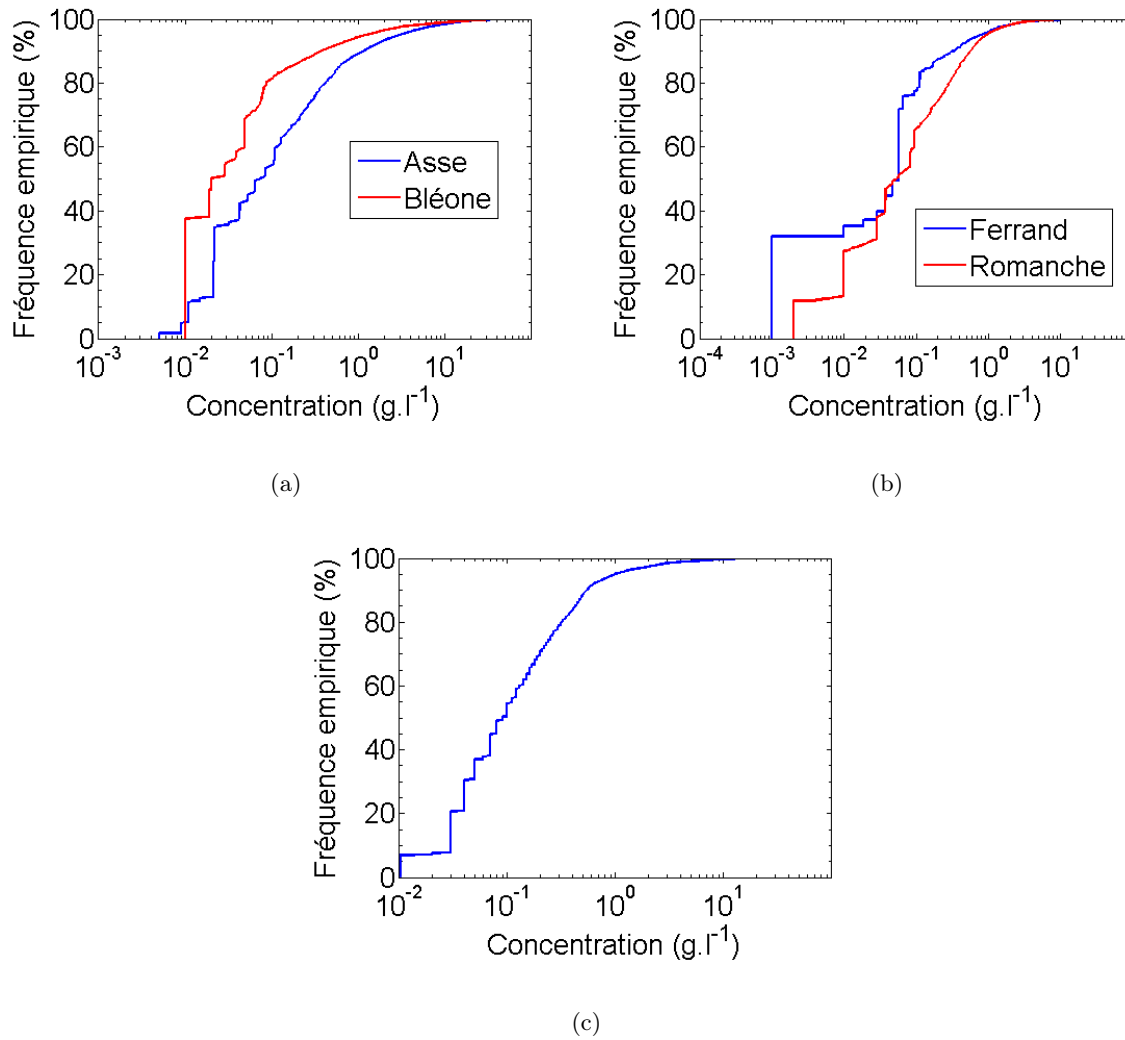 100
80
60
40
20
0
Fréquence empirique (%)
Asse
Bléone
10^-3 10^-2 10^-1 10^0 10^1
Concentration (g.l^-1)
(a)
100
80
60
40
20
0
Fréquence empirique (%)
Ferrand
Romanche
10^-4 10^-3 10^-2 10^-1 10^0 10^1
Concentration (g.l^-1)
(b)
100
80
60
40
20
0
Fréquence empirique (%)
10^-2 10^-1 10^0 10^1
Concentration (g.l^-1)
(c)